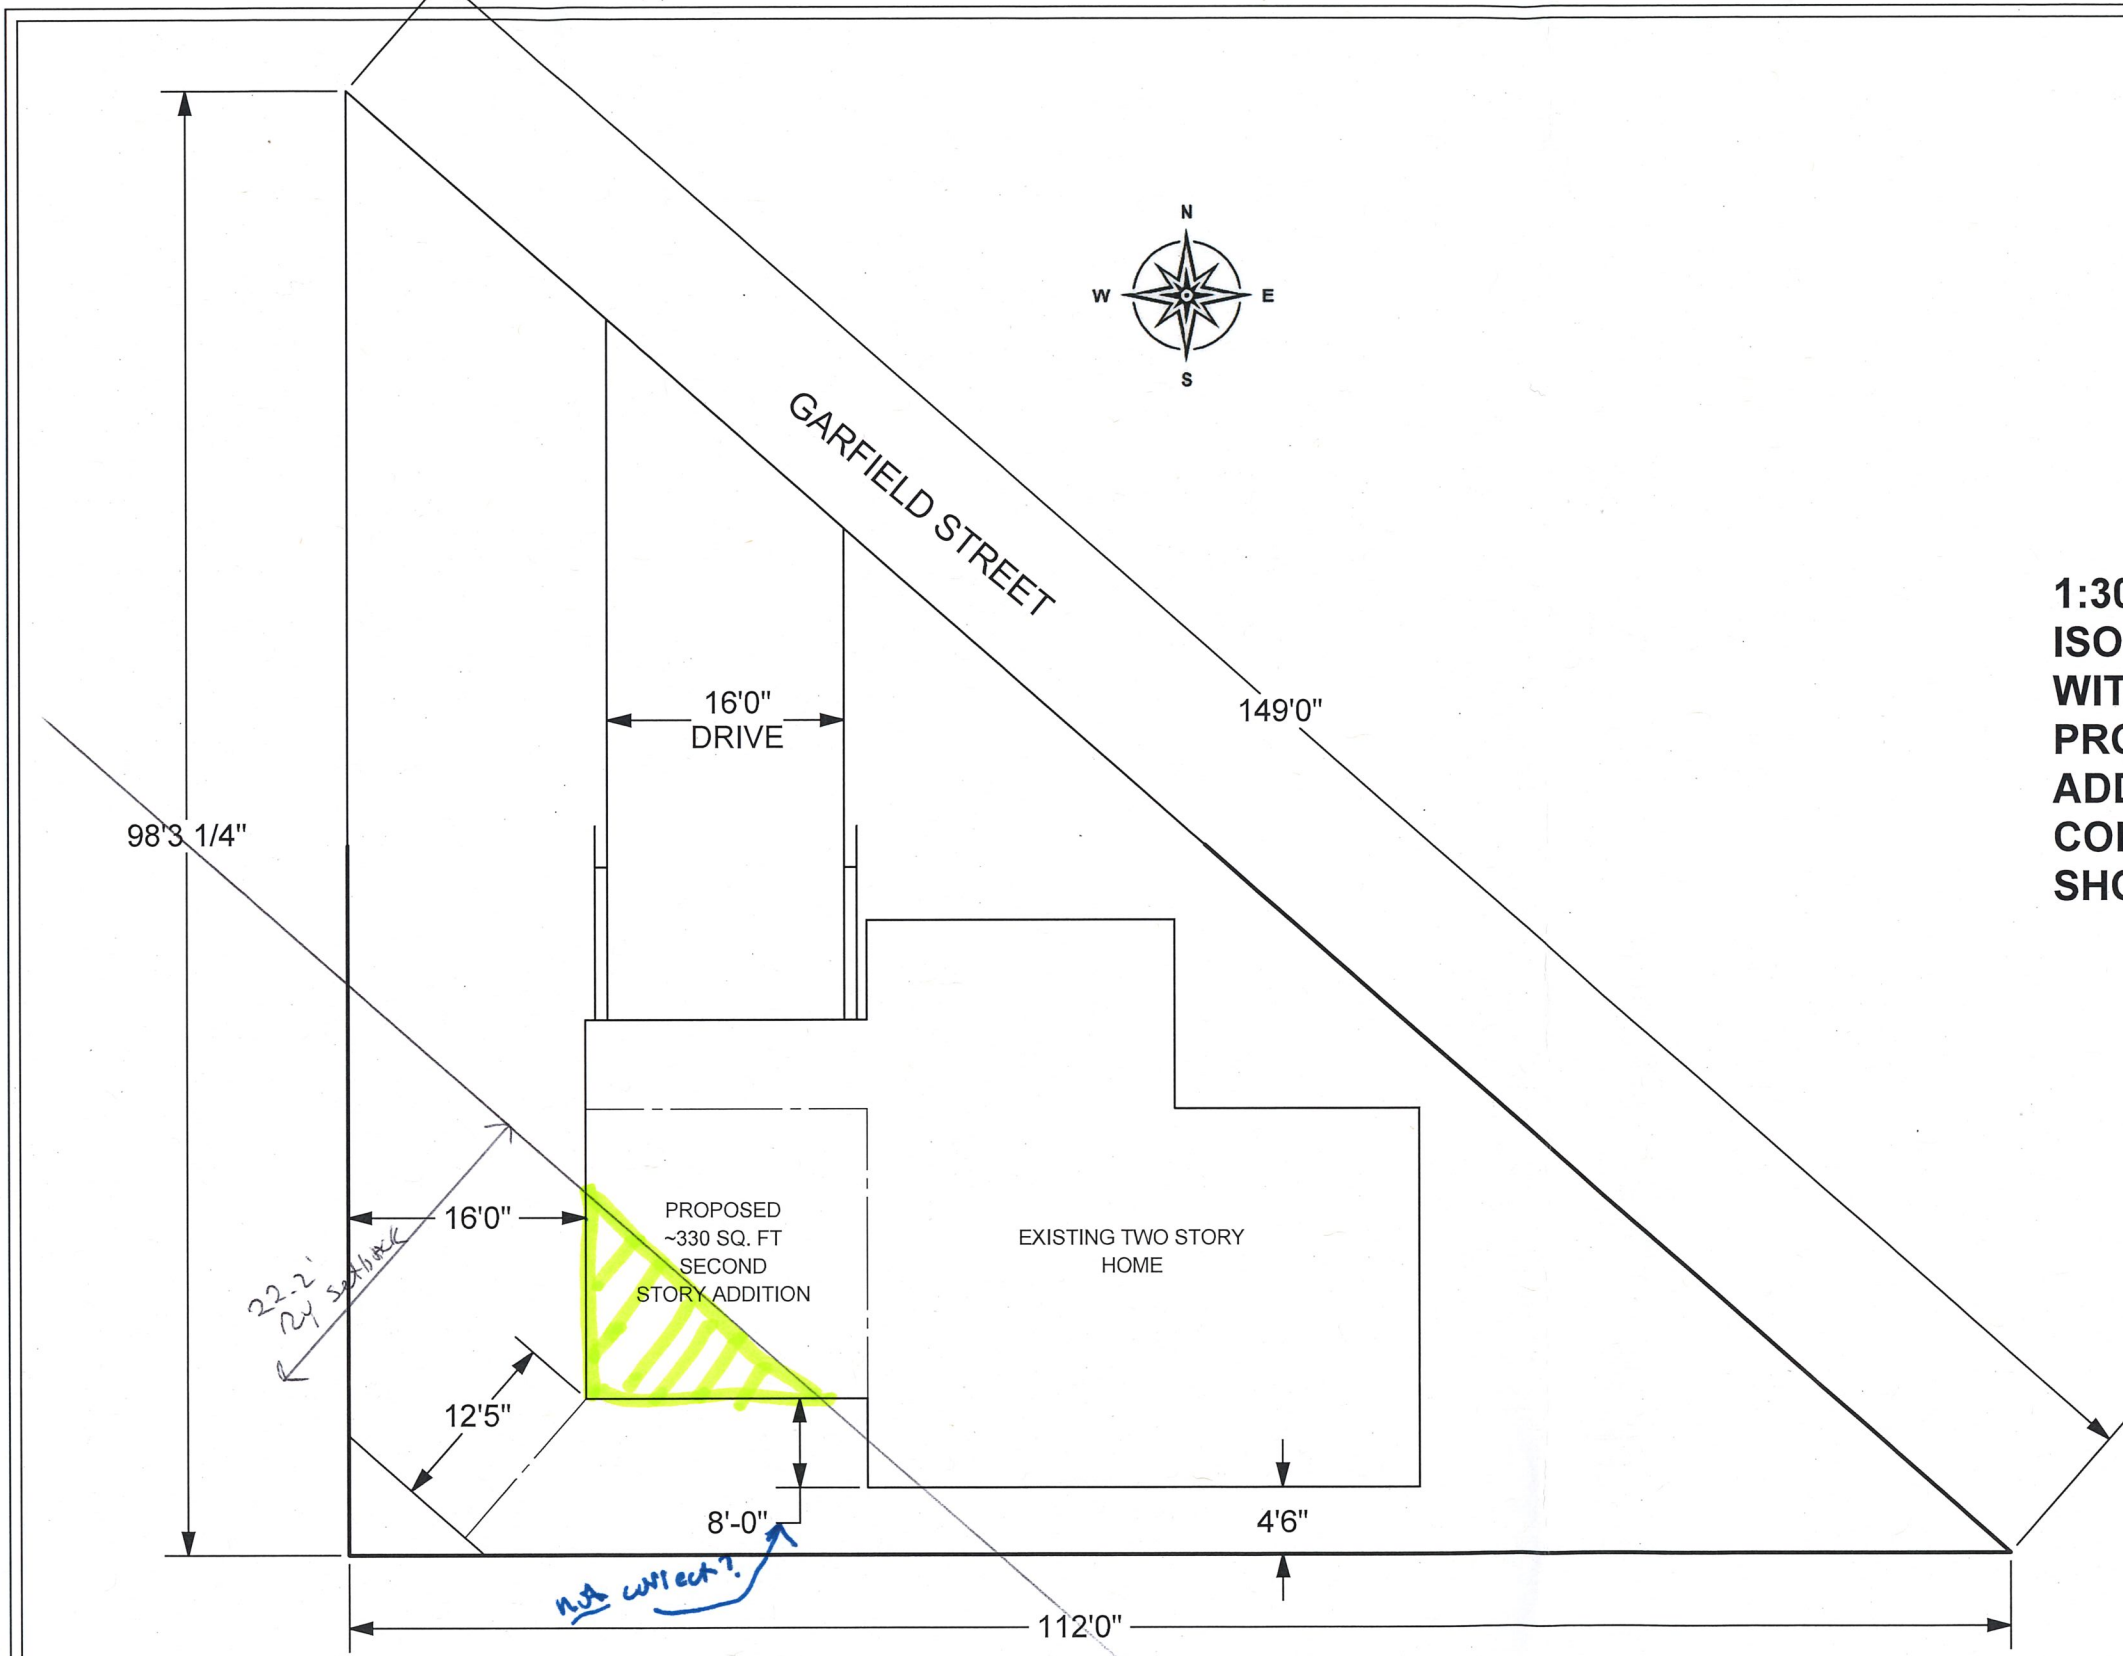 N
W E
S
GARFIELD STREET
1:30
ISO
WIT
PRO
ADD
CO
SHO
16'0"
DRIVE
149'0"
98'3 1/4"
16'0"
PROPOSED
~330 SQ. FT
SECOND
STORY ADDITION
EXISTING TWO STORY
HOME
22.2'
Ry Setback
12'5"
8'-0"
4'6"
not correct?
112'0"